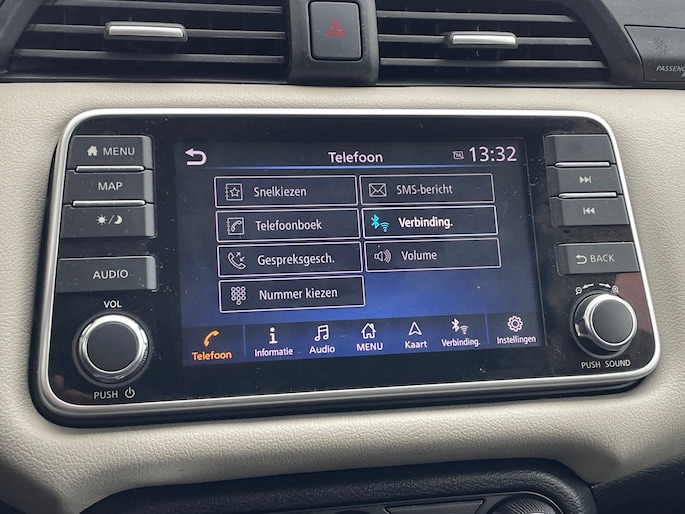 PASSENG
MENU
MAP
AUDIO
VOL
PUSH
Telefoon
13:32
Snelkiezen
SMS-bericht
Telefoonboek
Verbinding.
Gespreksgesch.
Volume
Nummer kiezen
Telefoon
Informatie
Audio
MENU
Kaart
Verbinding.
Instellingen
BACK
PUSH SOUND